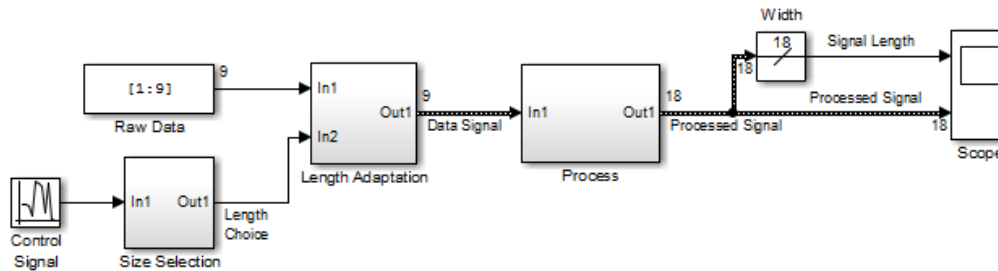 Width
18
Signal Length
18
9
[1:9]
Raw Data
In1
In2
Out1
Length Adaptation
9
Data Signal
In1
Out1
Process
18
Processed Signal
Processed Signal
18
Scope
Control
Signal
In1
Out1
Size Selection
Length
Choice